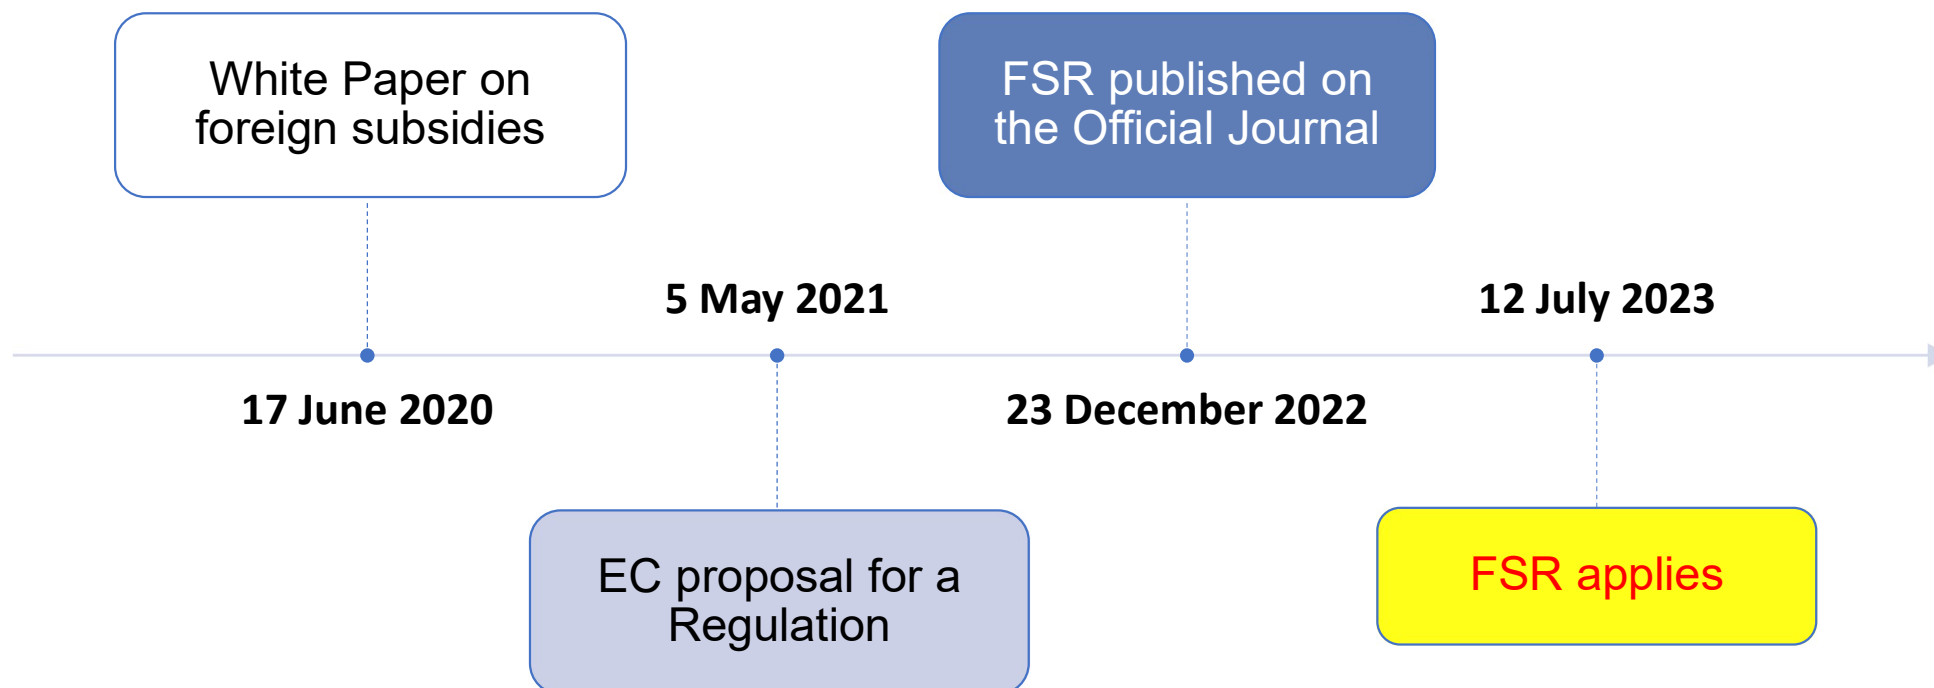 White Paper on
foreign subsidies
FSR published on
the Official Journal
5 May 2021
12 July 2023
17 June 2020
23 December 2022
EC proposal for a
Regulation
FSR applies